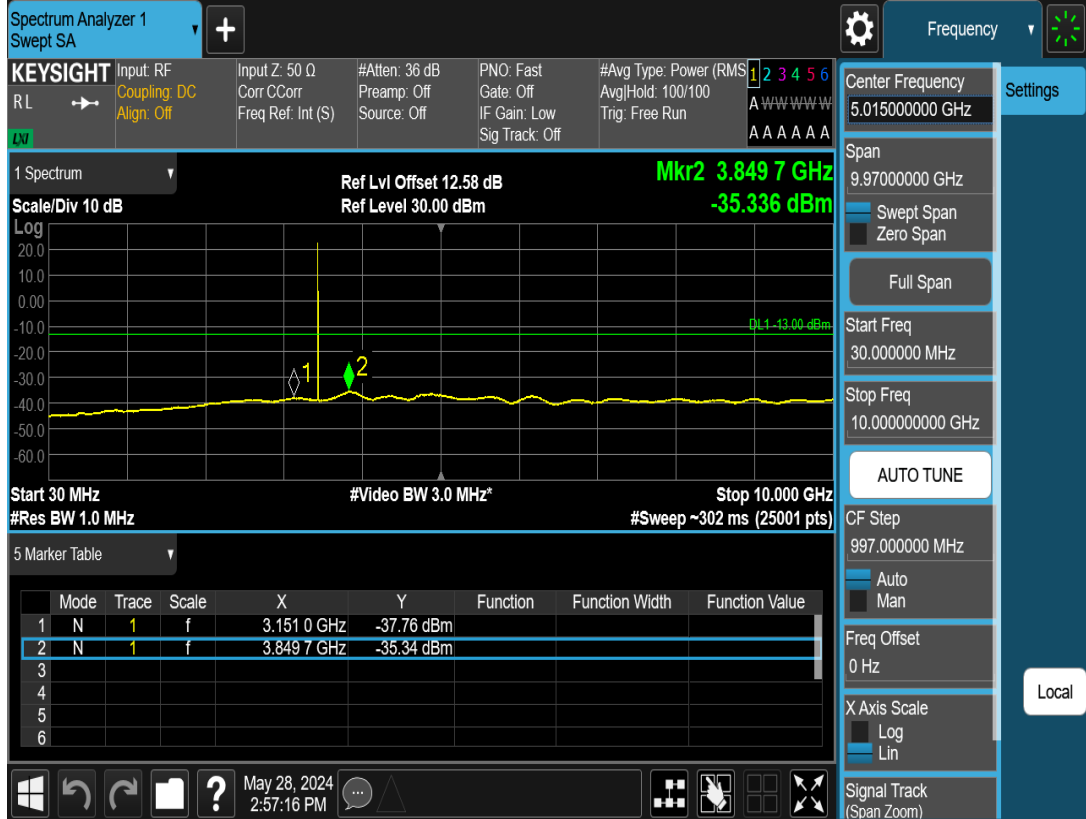 Spectrum Analyzer 1
Swept SA
+
Frequency
KEYSIGHT
R L
LXI
Input: RF
Coupling: DC
Align: Off
Input Z: 50 Ω
Corr CCorr
Freq Ref: Int (S)
#Atten: 36 dB
Preamp: Off
Source: Off
PNO: Fast
Gate: Off
IF Gain: Low
Sig Track: Off
#Avg Type: Power (RMS
Avg|Hold: 100/100
Trig: Free Run
1 2 3 4 5 6
A W W W W W
A A A A A A
1 Spectrum
Scale/Div 10 dB
Log
Ref Lvl Offset 12.58 dB
Ref Level 30.00 dBm
Mkr2 3.849 7 GHz
-35.336 dBm
20.0
10.0
0.00
-10.0
-20.0
-30.0
-40.0
-50.0
-60.0
DL1 -13.00 dBm
1
2
Start 30 MHz
#Video BW 3.0 MHz*
Stop 10.000 GHz
#Res BW 1.0 MHz
#Sweep ~302 ms (25001 pts)
5 Marker Table
Mode Trace Scale X Y Function Function Width Function Value
1 N 1 f 3.151 0 GHz -37.76 dBm
2 N 1 f 3.849 7 GHz -35.34 dBm
3
4
5
6
?
May 28, 2024
2:57:16 PM
Center Frequency
5.015000000 GHz
Span
9.97000000 GHz
Swept Span
Zero Span
Full Span
Start Freq
30.000000 MHz
Stop Freq
10.000000000 GHz
AUTO TUNE
CF Step
997.000000 MHz
Auto
Man
Freq Offset
0 Hz
X Axis Scale
Log
Lin
Signal Track
(Span Zoom)
Settings
Local